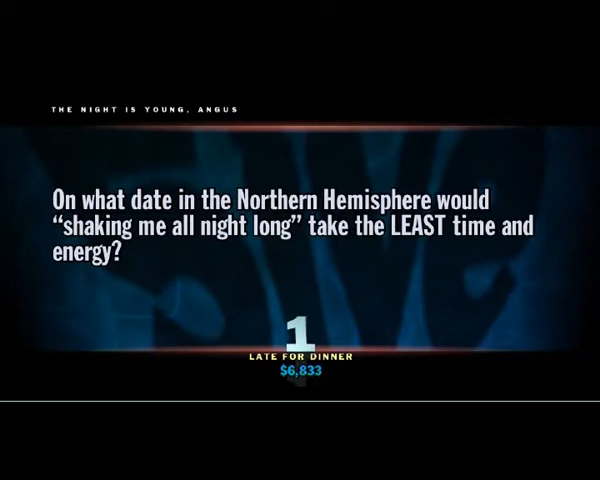 THE NIGHT IS YOUNG, ANGUS
On what date in the Northern Hemisphere would
“shaking me all night long” take the LEAST time and
energy?
1
LATE FOR DINNER
$6,833